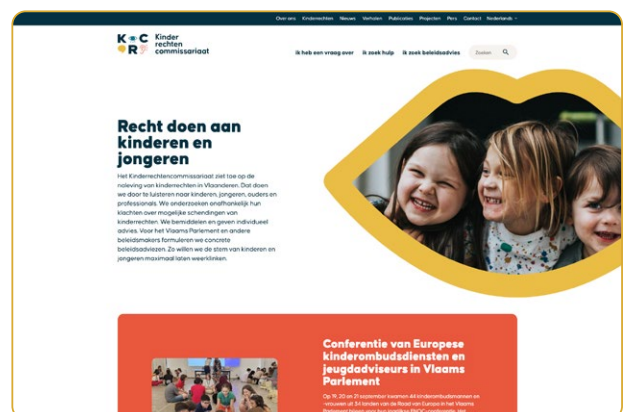 Over ons Kinderrechten Nieuws Verhalen Publicaties Projecten Pers Contact Nederlands
K C
R
Kinder
rechten
commissariaat
ik heb een vraag over ik zoek hulp ik zoek beleidsadvies Zoeken
Recht doen aan
kinderen en
jongeren
Het Kinderrechtencommissariaat ziet toe op de
naleving van kinderrechten in Vlaanderen. Dat doen
we door te luisteren naar kinderen, jongeren, ouders en
professionals. We onderzoeken onafhankelijk hun
klachten over mogelijke schendingen van
kinderrechten. We bemiddelen en geven individueel
advies. Voor het Vlaams Parlement en andere
beleidsmakers formuleren we concrete
beleidsadviezen. Zo willen we de stem van kinderen en
jongeren maximaal laten weerklinken.
Conferentie van Europese
kinderombudsdiensten en
jeugdadviseurs in Vlaams
Parlement
Op 19, 20 en 21 september kwamen 44 kinderombudsmannen en
-vrouwen uit 34 landen van de Raad van Europa in het Vlaams